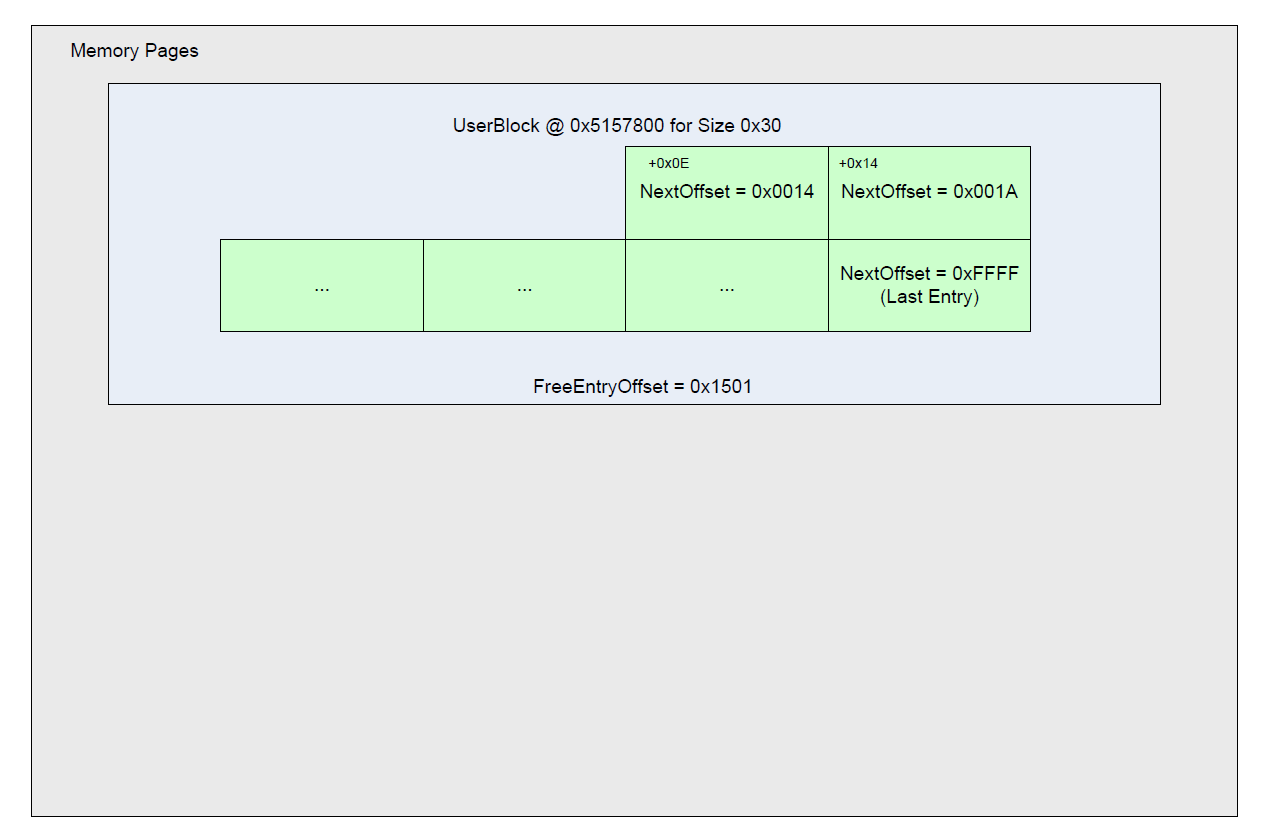 Memory Pages
UserBlock @ 0x5157800 for Size 0x30
+0x0E
NextOffset = 0x0014
+0x14
NextOffset = 0x001A
...
...
...
NextOffset = 0xFFFF
(Last Entry)
FreeEntryOffset = 0x1501